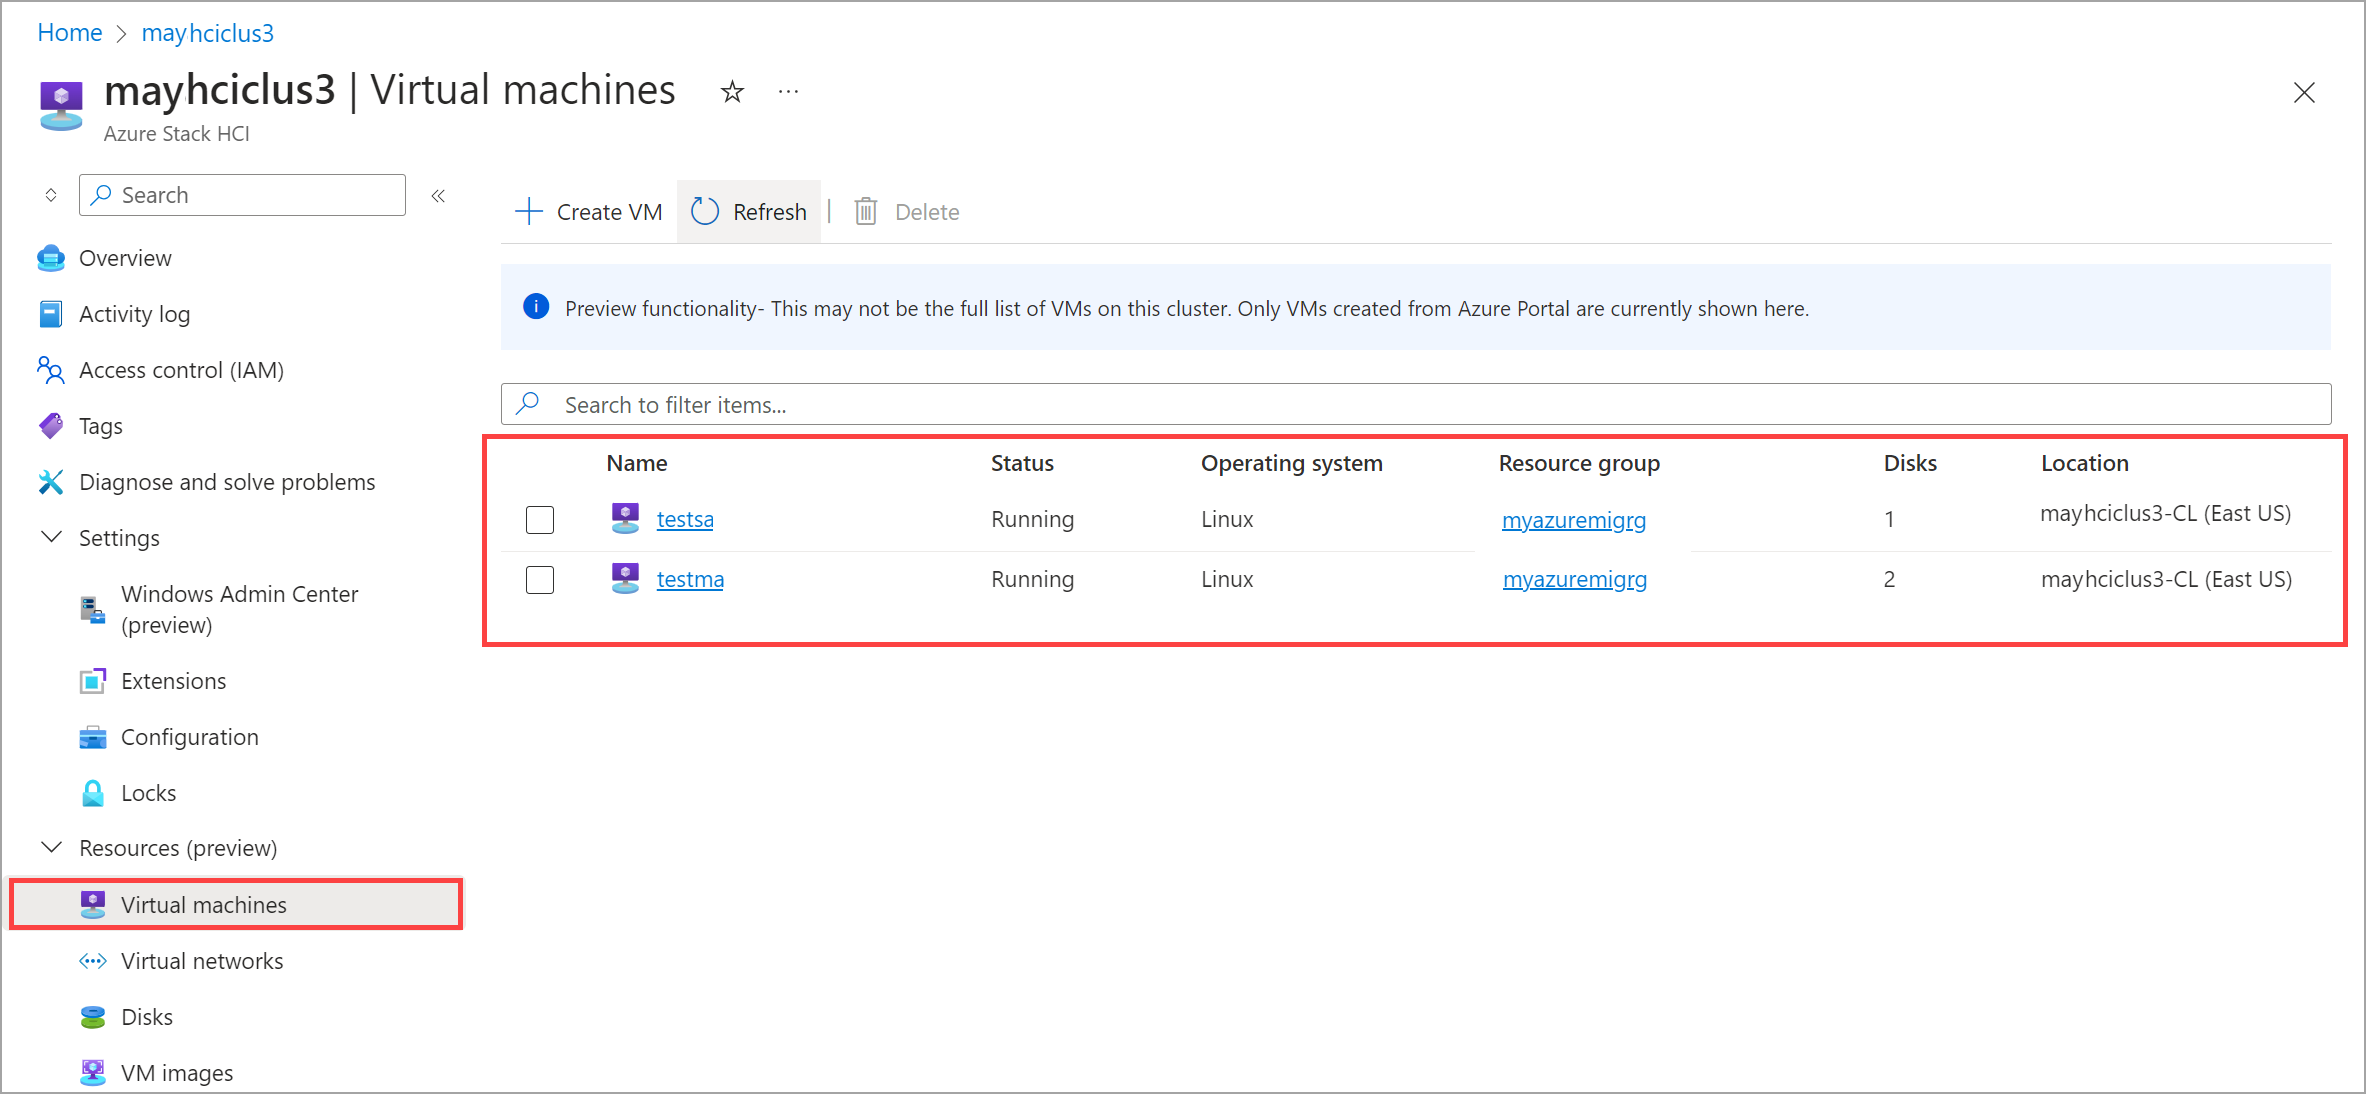 Home > mayhciclus3
mayhciclus3 | Virtual machines ☆ ...
Azure Stack HCI
Search «
Overview
Activity log
Access control (IAM)
Tags
Diagnose and solve problems
Settings
Windows Admin Center
(preview)
Extensions
Configuration
Locks
Resources (preview)
Virtual machines
Virtual networks
Disks
VM images
+ Create VM Refresh | Delete
Preview functionality- This may not be the full list of VMs on this cluster. Only VMs created from Azure Portal are currently shown here.
Search to filter items...
Name Status Operating system Resource group Disks Location
testsa Running Linux myazuremigrg 1 mayhciclus3-CL (East US)
testma Running Linux myazuremigrg 2 mayhciclus3-CL (East US)